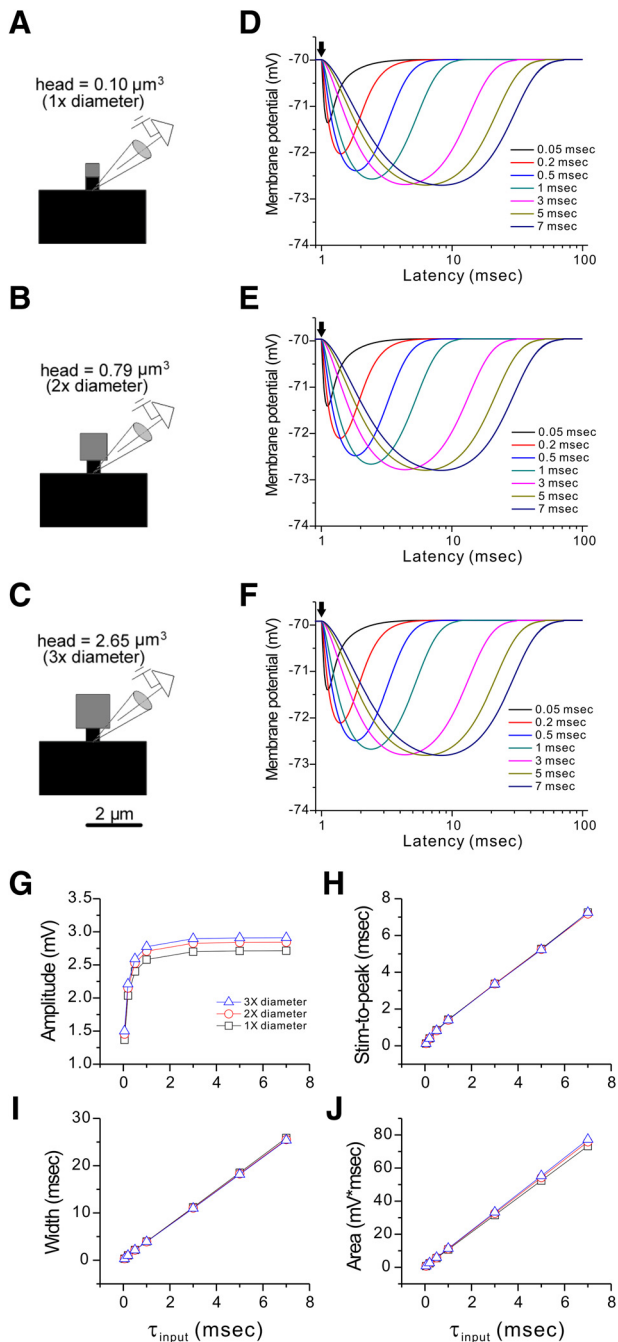 A
head = 0.10 µm³
(1x diameter)
D
Membrane potential (mV)
-70
-71
-72
-73
-74
0.05 msec
0.2 msec
0.5 msec
1 msec
3 msec
5 msec
7 msec
1
10
100
Latency (msec)
B
head = 0.79 µm³
(2x diameter)
E
Membrane potential (mV)
-70
-71
-72
-73
-74
0.05 msec
0.2 msec
0.5 msec
1 msec
3 msec
5 msec
7 msec
1
10
100
Latency (msec)
C
head = 2.65 µm³
(3x diameter)
2 µm
F
Membrane potential (mV)
-70
-71
-72
-73
-74
0.05 msec
0.2 msec
0.5 msec
1 msec
3 msec
5 msec
7 msec
1
10
100
Latency (msec)
G
Amplitude (mV)
3.5
3.0
2.5
2.0
1.5
1.0
3X diameter
2X diameter
1X diameter
0 2 4 6 8
H
Stim-to-peak (msec)
8
6
4
2
0
0 2 4 6 8
I
Width (msec)
30
20
10
0
0 2 4 6 8
τinput (msec)
J
Area (mV*msec)
80
60
40
20
0
0 2 4 6 8
τinput (msec)